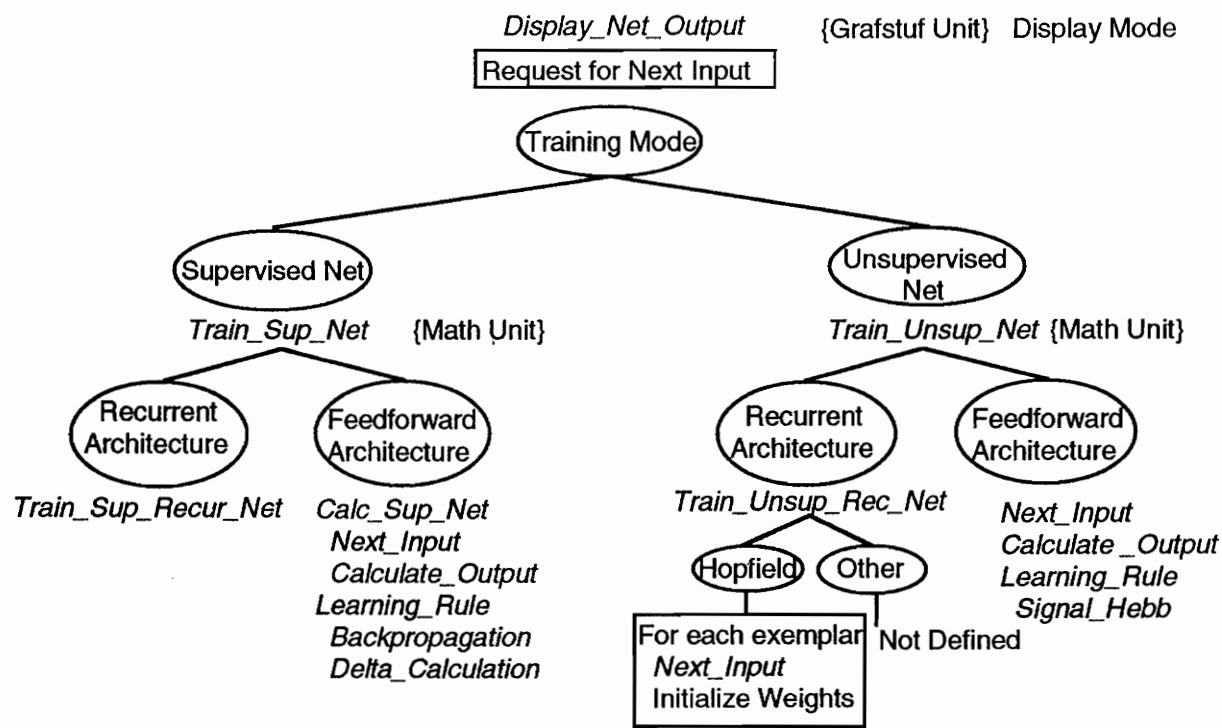 Display_Net_Output {Grafstuf Unit} Display Mode
Request for Next Input
Training Mode
Supervised Net
Unsupervised
Net
Train_Sup_Net {Math Unit}
Train_Unsup_Net {Math Unit}
Recurrent
Architecture
Feedforward
Architecture
Recurrent
Architecture
Feedforward
Architecture
Train_Sup_Recur_Net
Calc_Sup_Net
Next_Input
Calculate_Output
Learning_Rule
Backpropagation
Delta_Calculation
Train_Unsup_Rec_Net
Hopfield
Other
For each exemplar
Next_Input
Initialize Weights
Not Defined
Next_Input
Calculate _Output
Learning_Rule
Signal_Hebb